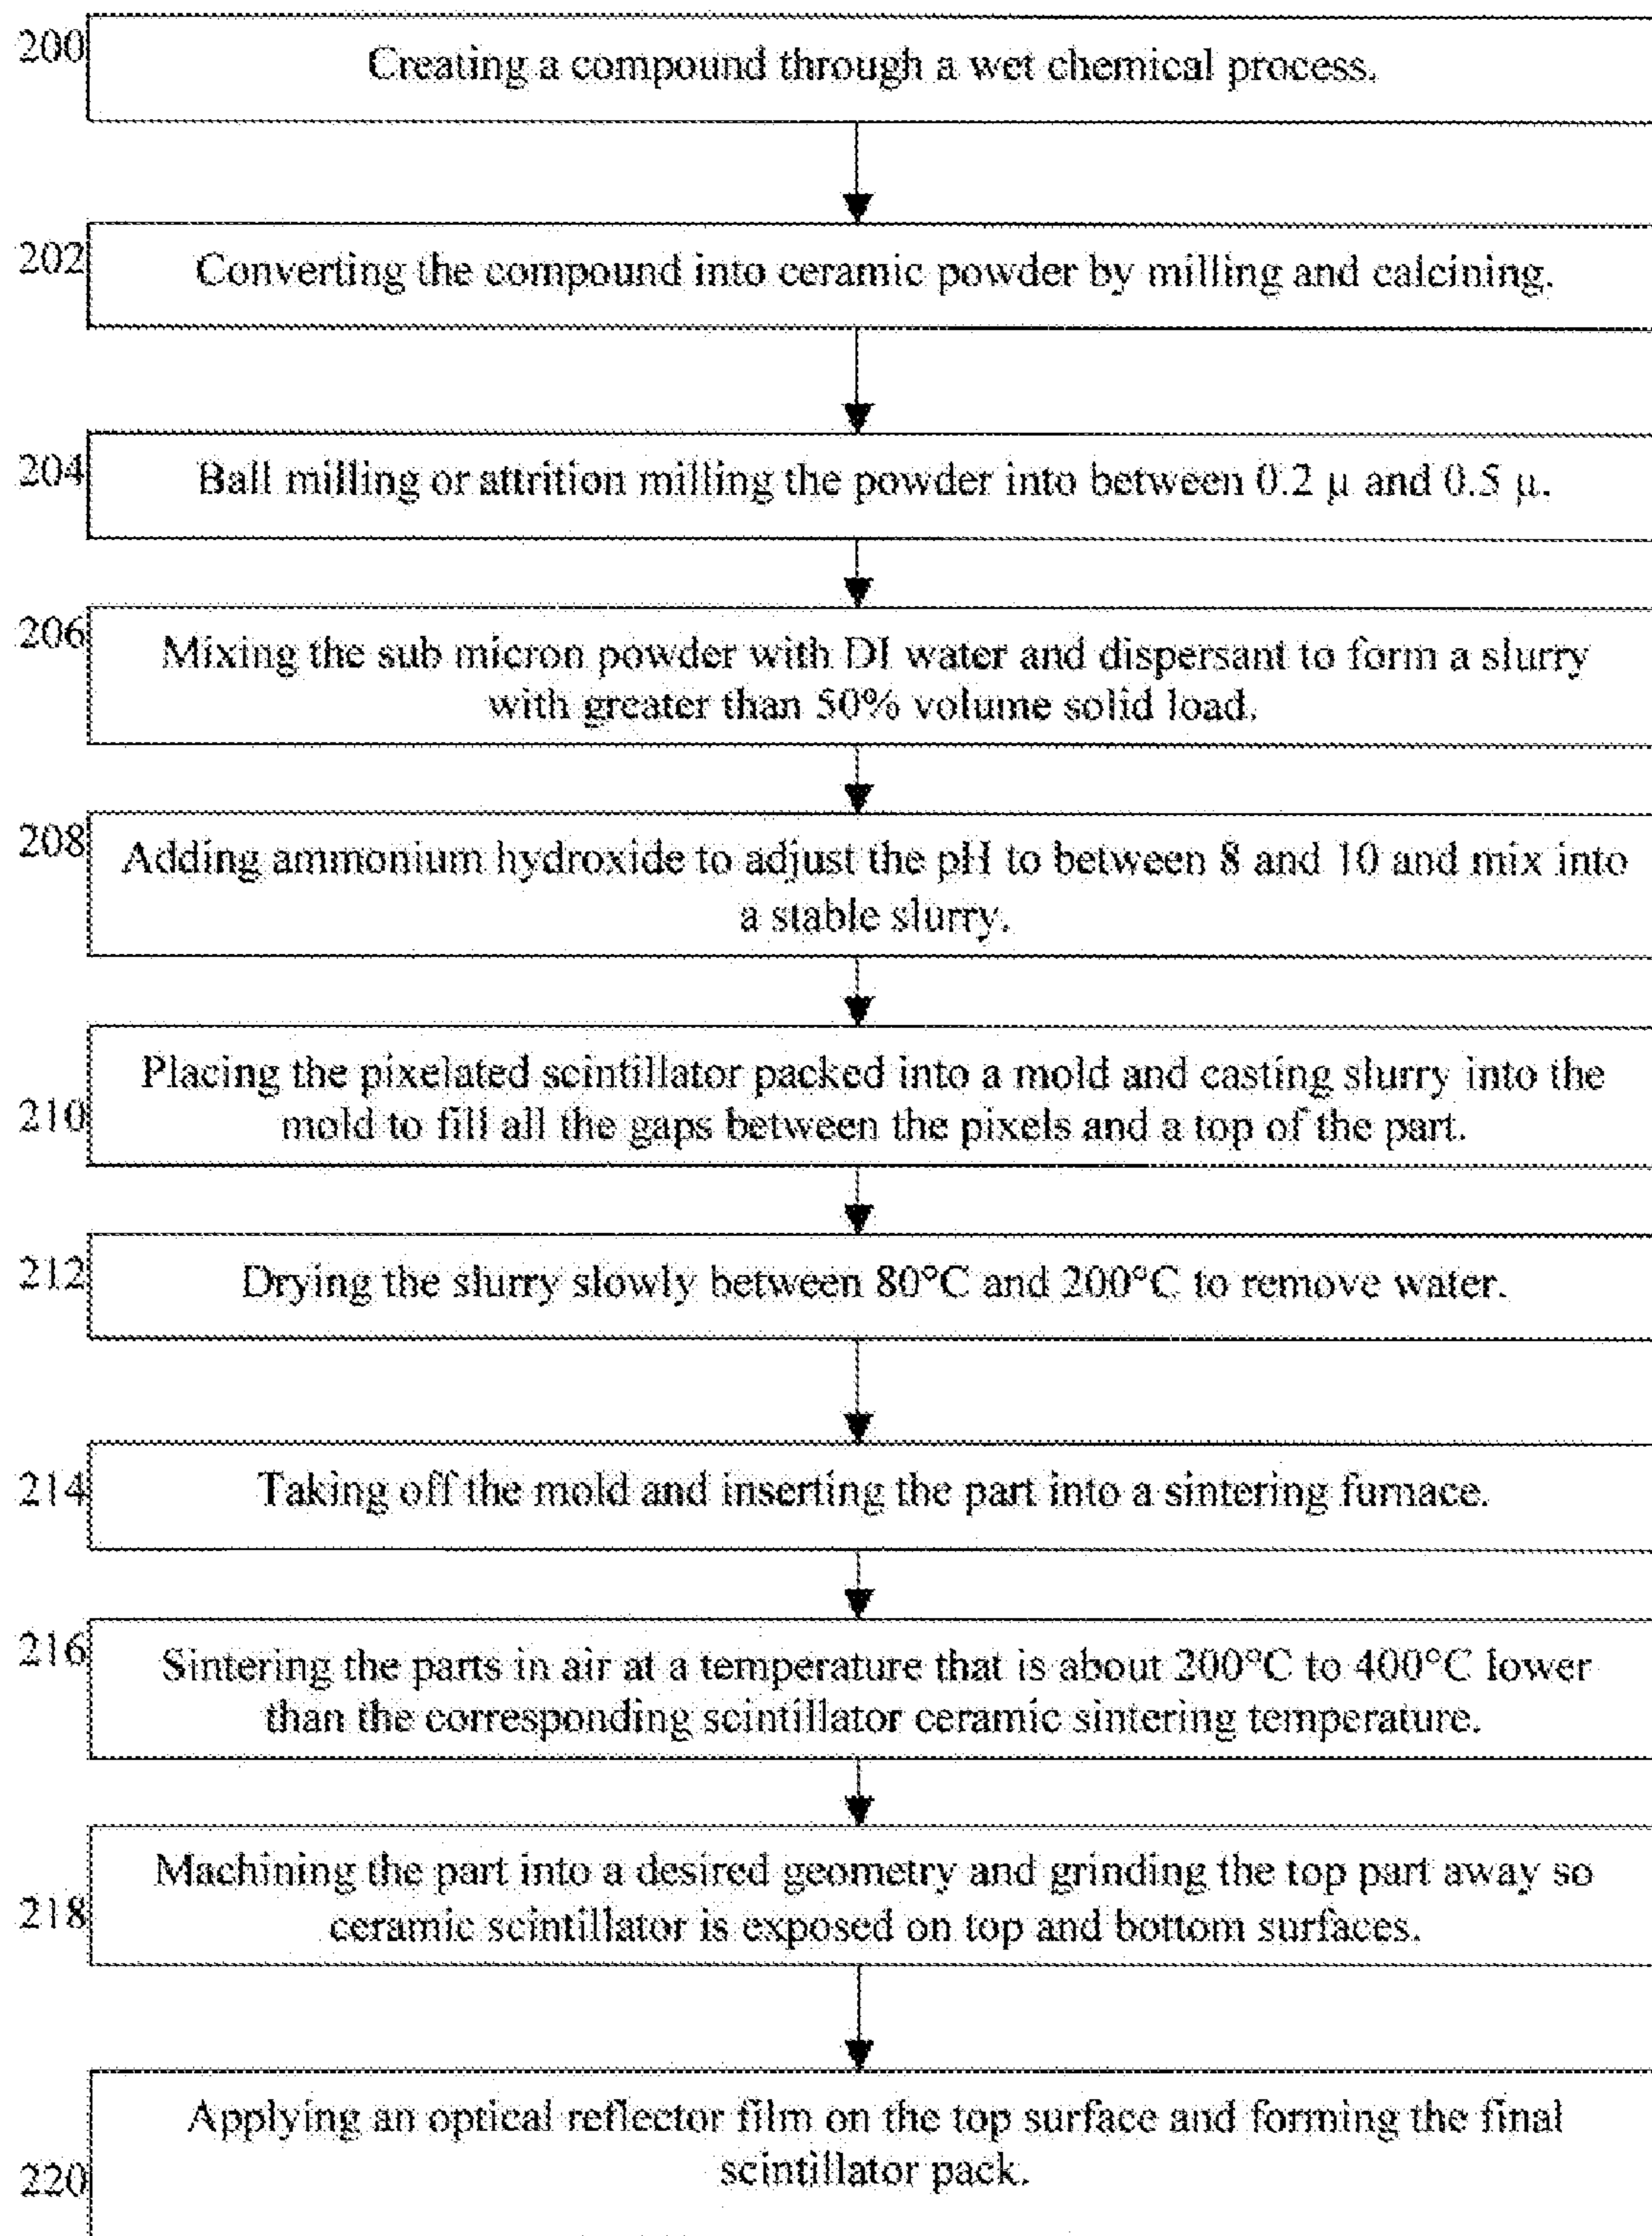 200
Creating a compound through a wet chemical process.
202
Converting the compound into ceramic powder by milling and calcining.
204
Ball milling or attrition milling the powder into between 0.2 μ and 0.5 μ.
206
Mixing the sub micron powder with DI water and dispersant to form a slurry
with greater than 50% volume solid load.
208
Adding ammonium hydroxide to adjust the pH to between 8 and 10 and mix into
a stable slurry.
210
Placing the pixelated scintillator packed into a mold and casting slurry into the
mold to fill all the gaps between the pixels and a top of the part.
212
Drying the slurry slowly between 80°C and 200°C to remove water.
214
Taking off the mold and inserting the part into a sintering furnace.
216
Sintering the parts in air at a temperature that is about 200°C to 400°C lower
than the corresponding scintillator ceramic sintering temperature.
218
Machining the part into a desired geometry and grinding the top part away so
ceramic scintillator is exposed on top and bottom surfaces.
220
Applying an optical reflector film on the top surface and forming the final
scintillator pack.